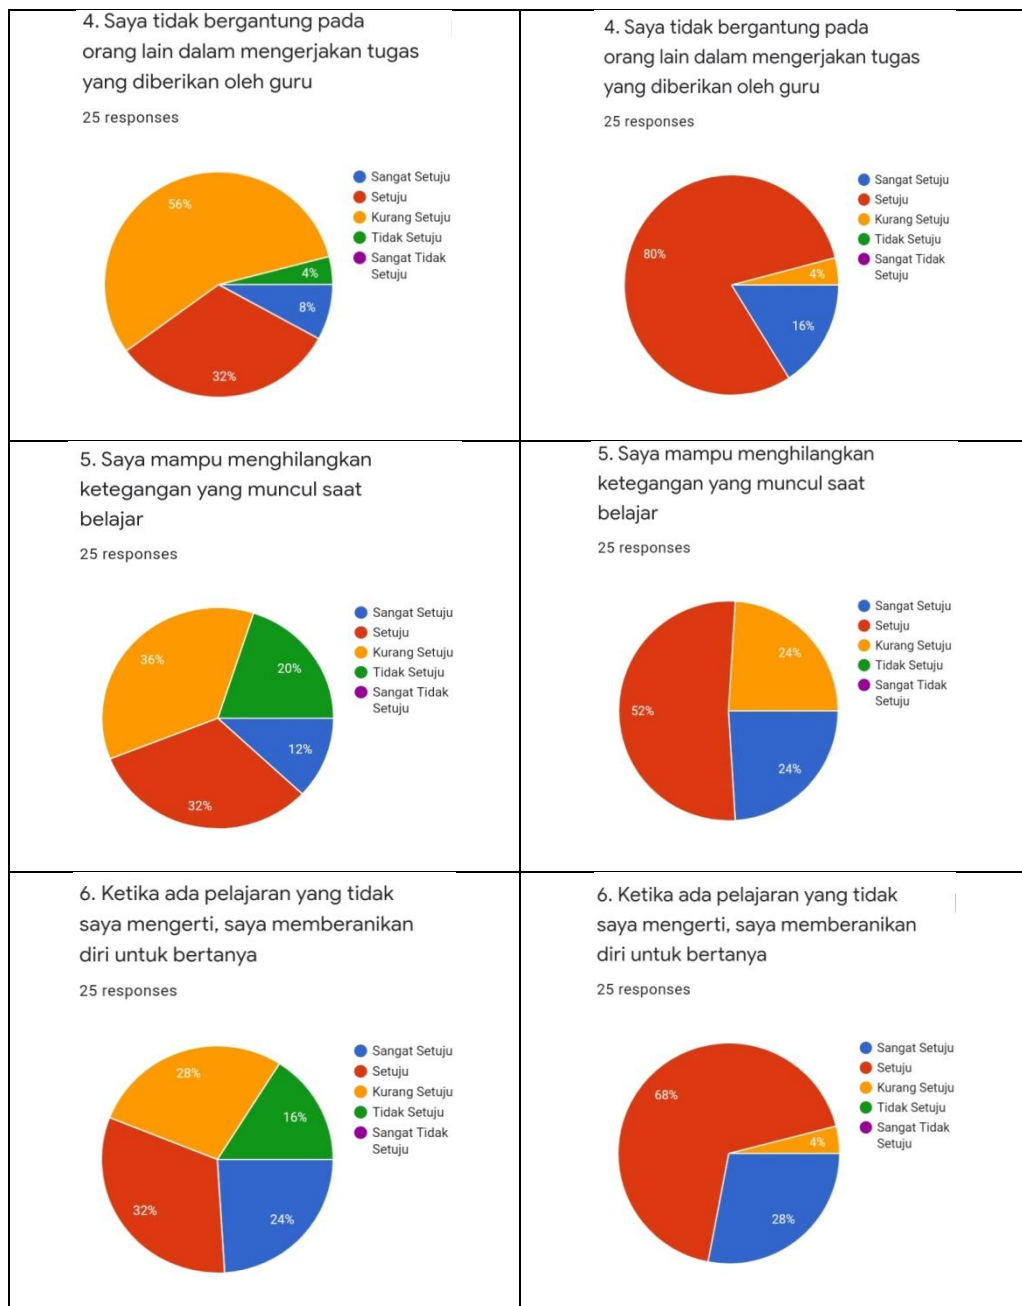 4. Saya tidak bergantung pada
orang lain dalam mengerjakan tugas
yang diberikan oleh guru
25 responses
Sangat Setuju
Setuju
Kurang Setuju
Tidak Setuju
Sangat Tidak
Setuju
56%
4%
8%
32%
4. Saya tidak bergantung pada
orang lain dalam mengerjakan tugas
yang diberikan oleh guru
25 responses
Sangat Setuju
Setuju
Kurang Setuju
Tidak Setuju
Sangat Tidak
Setuju
80%
4%
16%
5. Saya mampu menghilangkan
ketegangan yang muncul saat
belajar
25 responses
Sangat Setuju
Setuju
Kurang Setuju
Tidak Setuju
Sangat Tidak
Setuju
36%
20%
12%
32%
5. Saya mampu menghilangkan
ketegangan yang muncul saat
belajar
25 responses
Sangat Setuju
Setuju
Kurang Setuju
Tidak Setuju
Sangat Tidak
Setuju
24%
52%
24%
6. Ketika ada pelajaran yang tidak
saya mengerti, saya memberanikan
diri untuk bertanya
25 responses
Sangat Setuju
Setuju
Kurang Setuju
Tidak Setuju
Sangat Tidak
Setuju
28%
16%
32%
24%
6. Ketika ada pelajaran yang tidak
saya mengerti, saya memberanikan
diri untuk bertanya
25 responses
Sangat Setuju
Setuju
Kurang Setuju
Tidak Setuju
Sangat Tidak
Setuju
68%
4%
28%